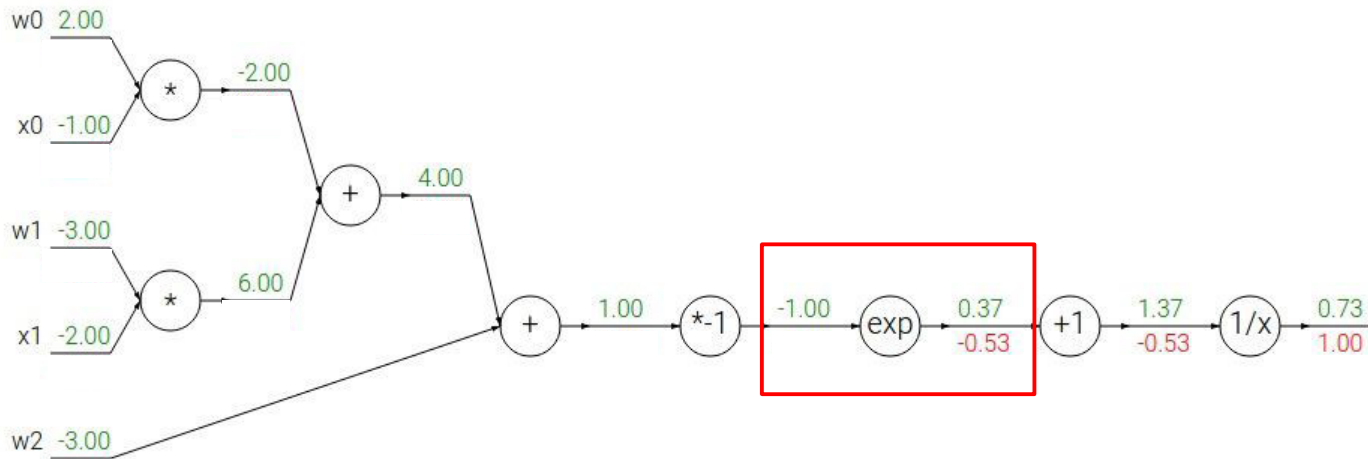 w0 2.00
* -2.00
x0 -1.00
+ 4.00
w1 -3.00
* 6.00
x1 -2.00
+ 1.00 *-1 -1.00 exp 0.37 +1 1.37 1/x 0.73
-0.53 -0.53 1.00
w2 -3.00